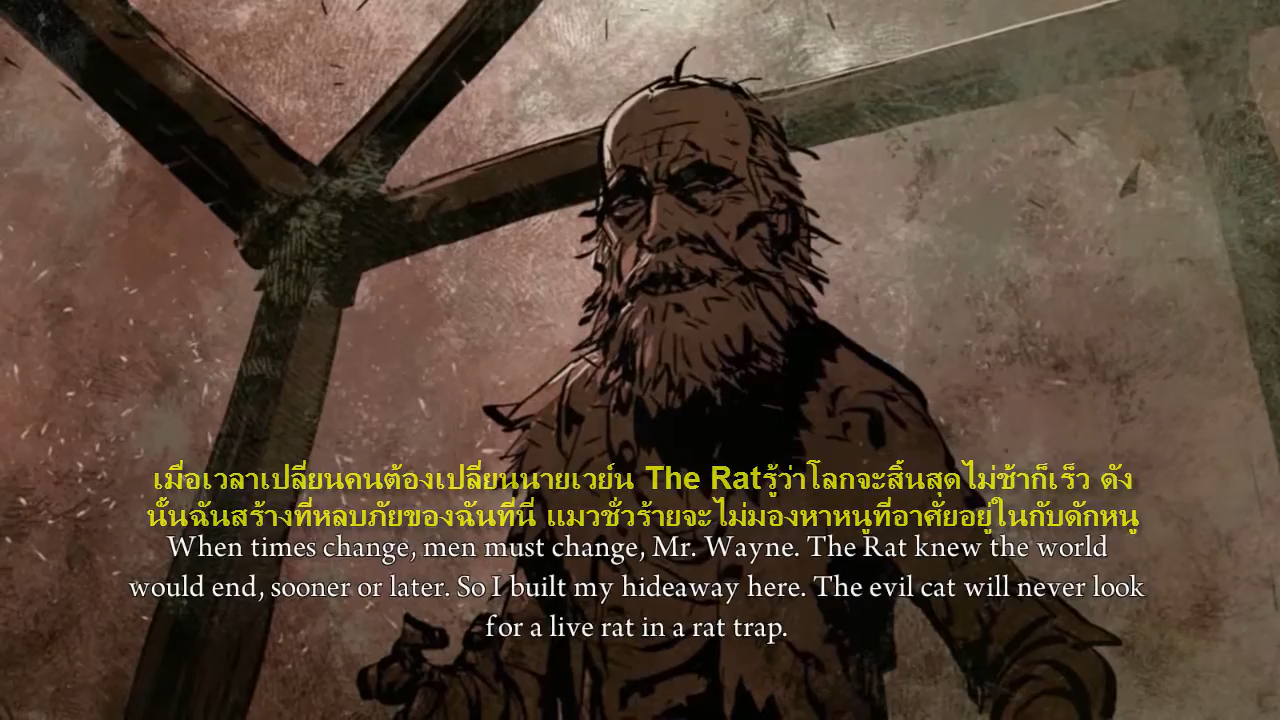 เมื่อเวลาเปลี่ยนคนต้องเปลี่ยนนายเวย์น The Ratรู้ว่าโลกจะสิ้นสุดไม่ช้าก็เร็ว ดัง
นั้นฉันสร้างที่หลบภัยของฉันที่นี่ แมวชั่วร้ายจะไม่มองหาหนูที่อาศัยอยู่ในกับดักหนู
When times change, men must change, Mr. Wayne. The Rat knew the world
would end, sooner or later. So I built my hideaway here. The evil cat will never look
for a live rat in a rat trap.